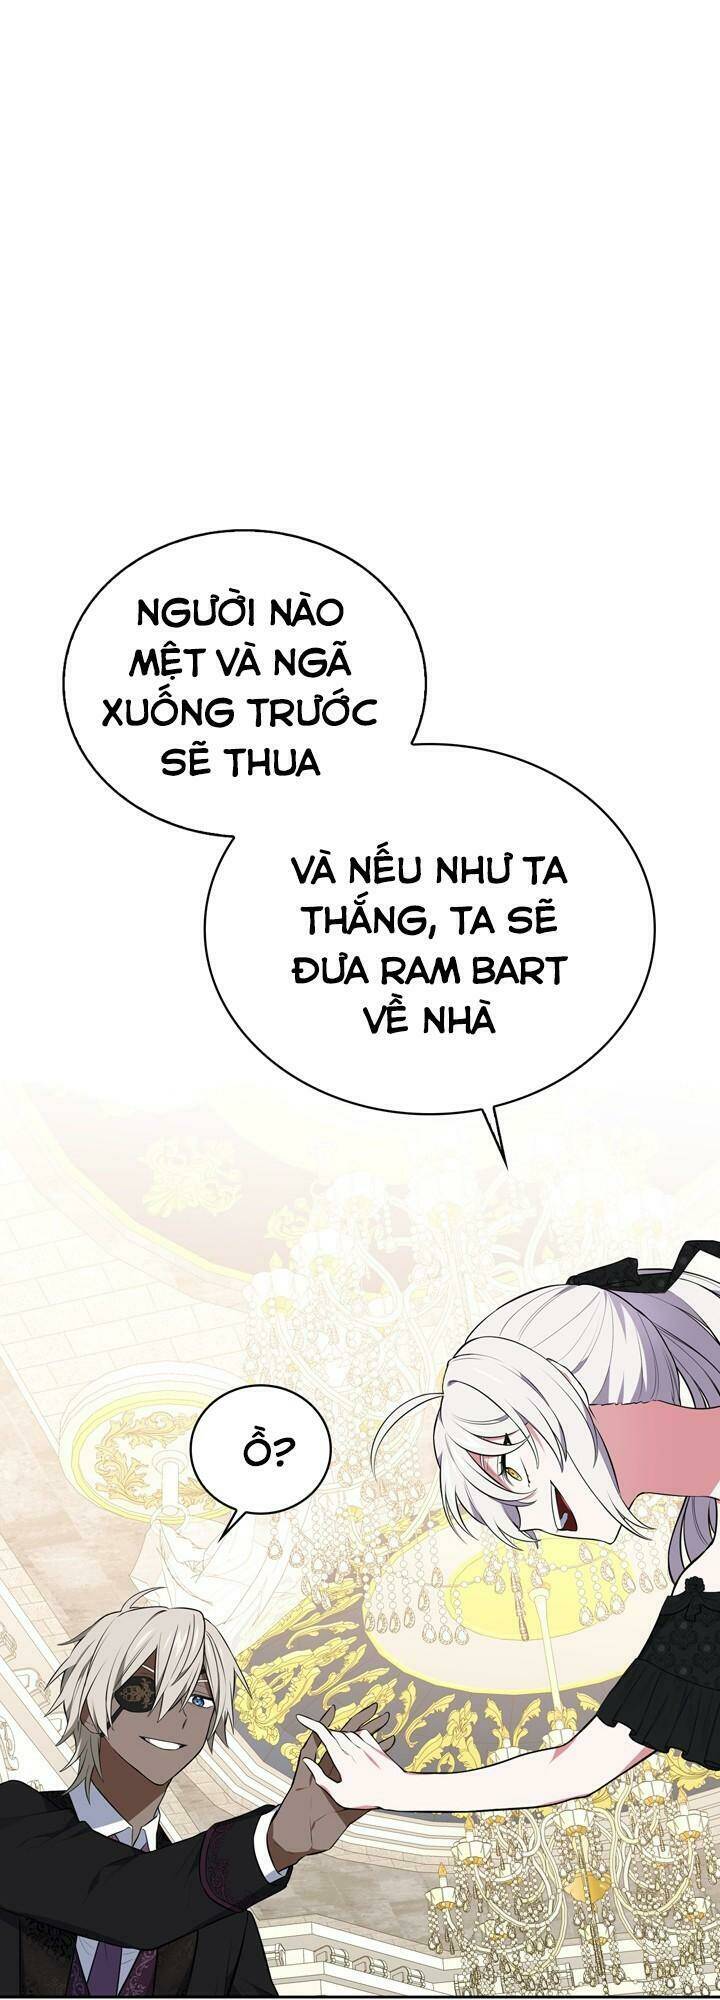 NGƯỜI NÀO
MỆT VÀ NGÃ
XUỐNG TRƯỚC
SẼ THUA
VÀ NẾU NHƯ TA
THẮNG, TA SẼ
ĐƯA RAM BART
VỀ NHÀ
Ồ?